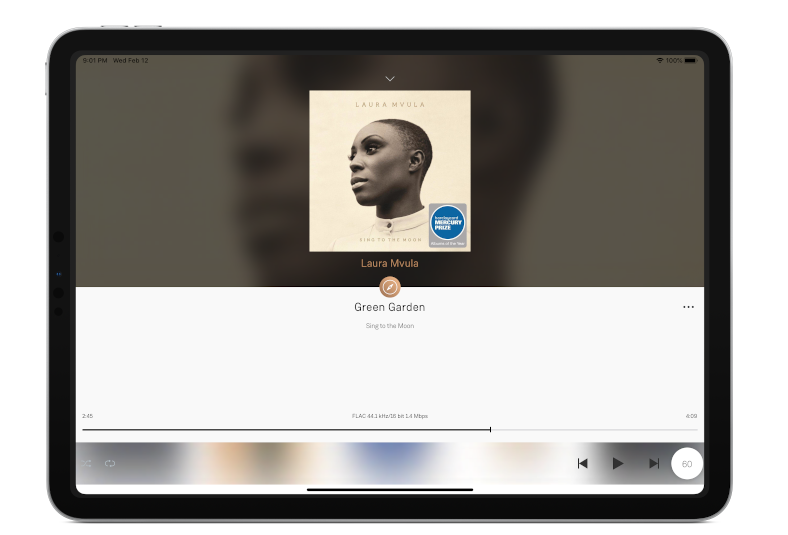 9:01 PM Wed Feb 12
100%
LAURA MVULA
barclaycard
MERCURY
PRIZE
Albums of the Year
SING TO THE MOON
Laura Mvula
Green Garden
Sing to the Moon
2:45
FLAC 44.1 kHz/16 bit 1.4 Mbps
4:09
60